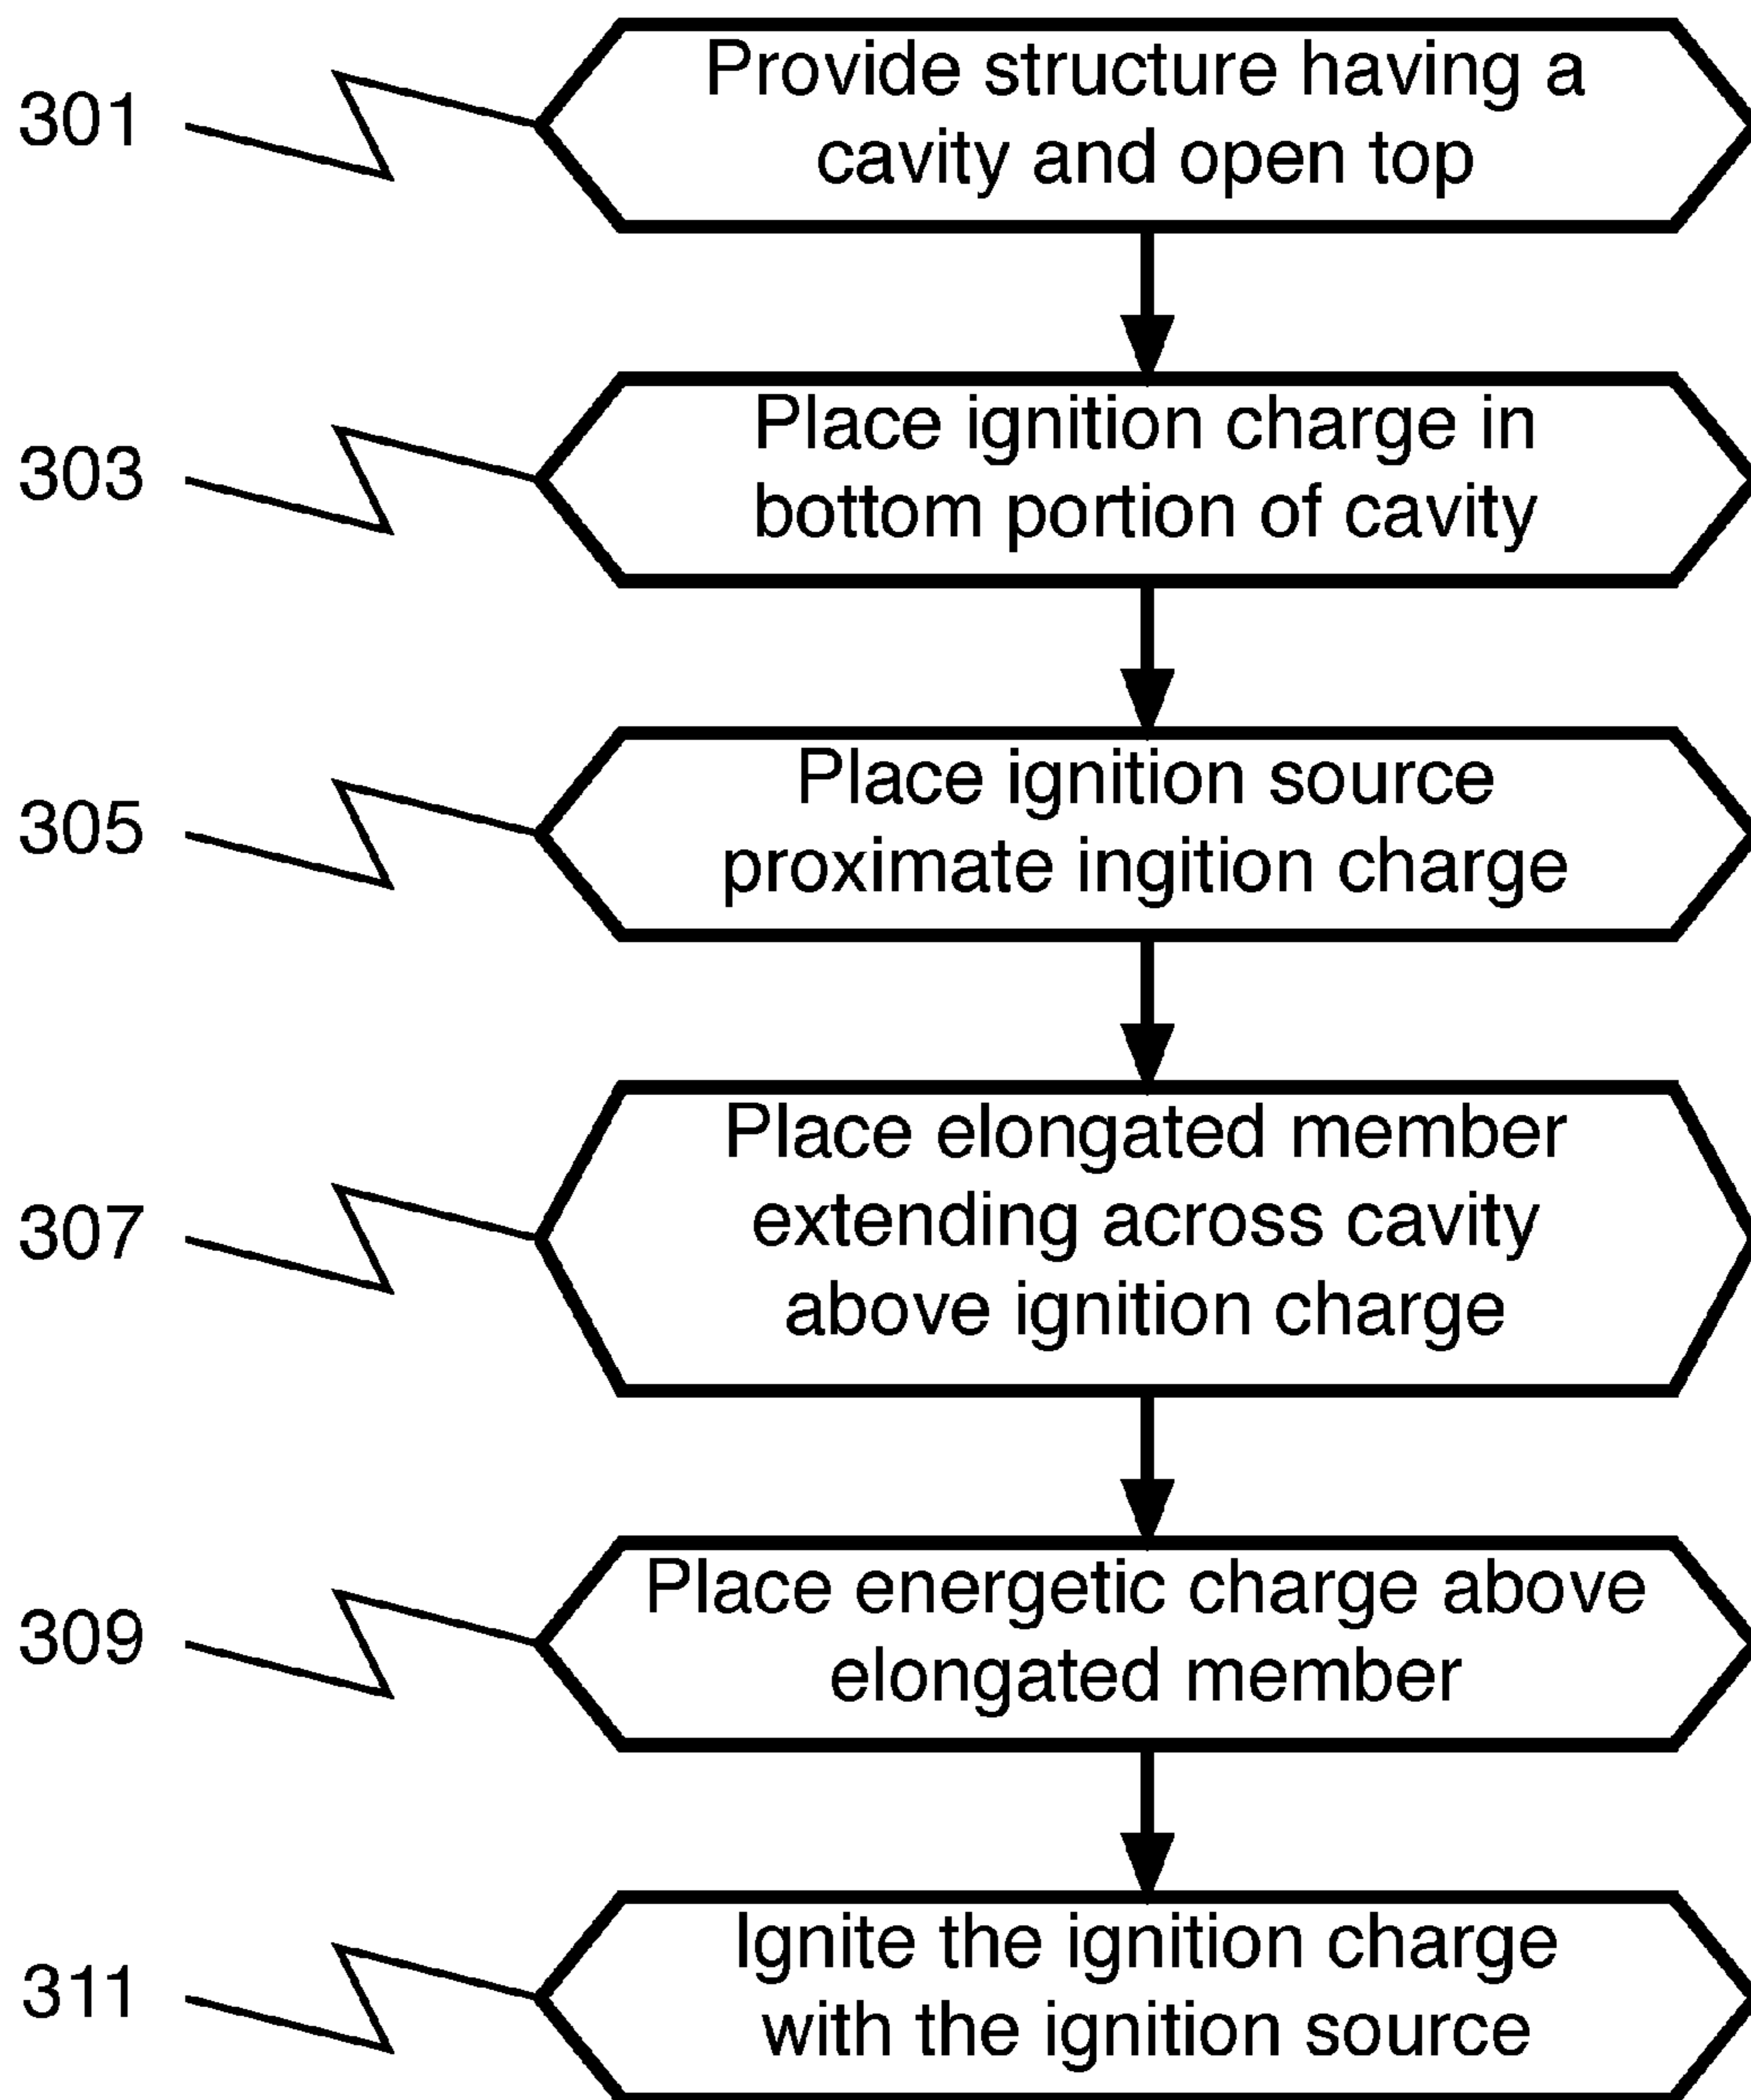 301
Provide structure having a
cavity and open top
303
Place ignition charge in
bottom portion of cavity
305
Place ignition source
proximate ingition charge
307
Place elongated member
extending across cavity
above ignition charge
309
Place energetic charge above
elongated member
311
Ignite the ignition charge
with the ignition source